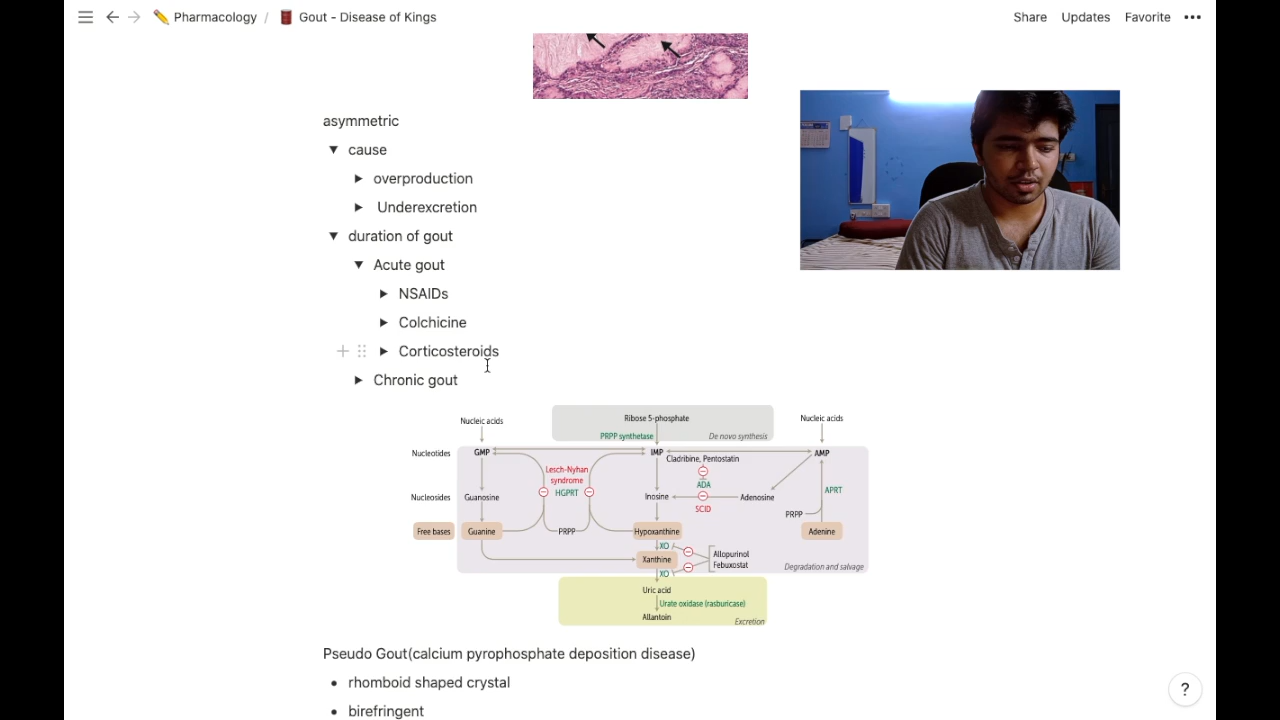 Pharmacology / Gout - Disease of Kings
Share Updates Favorite
asymmetric
cause
overproduction
Underexcretion
duration of gout
Acute gout
NSAIDs
Colchicine
Corticosteroids
Chronic gout
Nucleic acids
Ribose 5-phosphate
Nucleic acids
PRPP synthetase
De novo synthesis
Nucleotides
GMP
IMP
AMP
Cladribine, Pentostatin
Lesch-Nyhan
syndrome
HGPRT
ADA
APRT
Nucleosides
Guanosine
Inosine
Adenosine
SCID
PRPP
Free bases
Guanine
PRPP
Hypoxanthine
Adenine
XO
Allopurinol
Febuxostat
Xanthine
Degradation and salvage
XO
Uric acid
Urate oxidase (rasburicase)
Allantoin
Excretion
Pseudo Gout(calcium pyrophosphate deposition disease)
• rhomboid shaped crystal
• birefringent
?